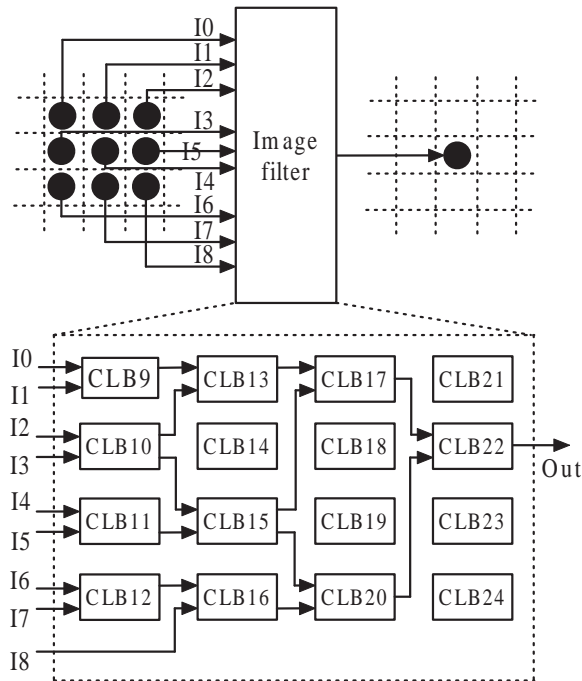 I0
I1
I2
I3
I5
I4
I6
I7
I8
Image
filter
I0
I1
I2
I3
I4
I5
I6
I7
I8
CLB9
CLB13
CLB17
CLB21
CLB10
CLB14
CLB18
CLB22
Out
CLB11
CLB15
CLB19
CLB23
CLB12
CLB16
CLB20
CLB24